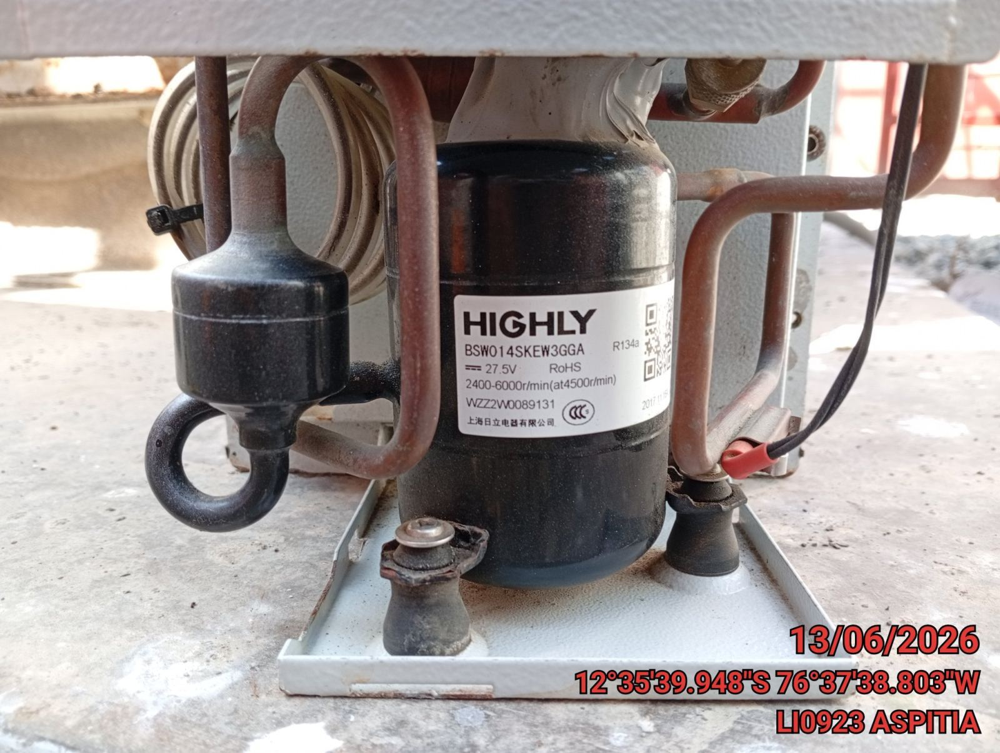 HIGHLY
BSW014SKEW3GGA R134a
27.5V RoHS
2400-6000r/min(at4500r/min)
WZZ2W0089131
CCC S
上海日立电器有限公司
13/06/2026
12°35'39.948"S 76°37'38.803"W
LI0923 ASPITIA